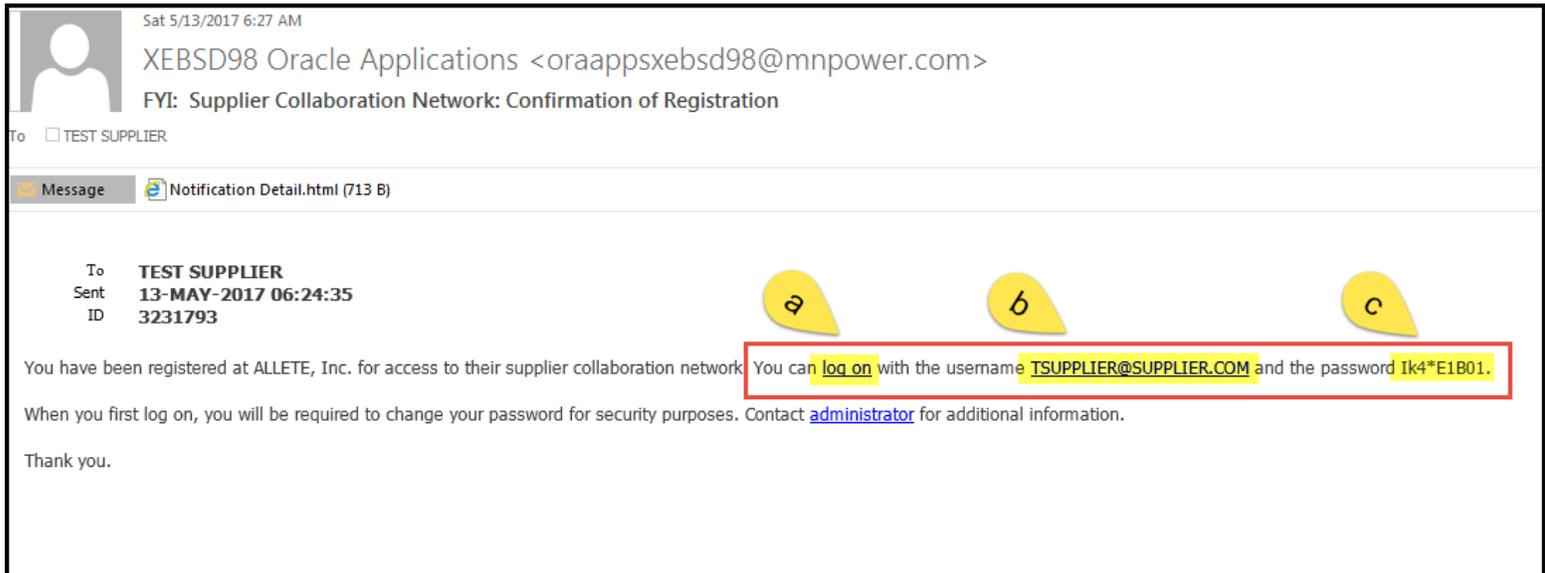 Sat 5/13/2017 6:27 AM
XEBSD98 Oracle Applications <oraappsxebsd98@mnpower.com>
FYI: Supplier Collaboration Network: Confirmation of Registration
To TEST SUPPLIER
Message Notification Detail.html (713 B)
To TEST SUPPLIER
Sent 13-MAY-2017 06:24:35
ID 3231793
a b c
You have been registered at ALLETE, Inc. for access to their supplier collaboration network. You can log on with the username TSUPPLIER@SUPPLIER.COM and the password Ik4*E1B01.
When you first log on, you will be required to change your password for security purposes. Contact administrator for additional information.
Thank you.